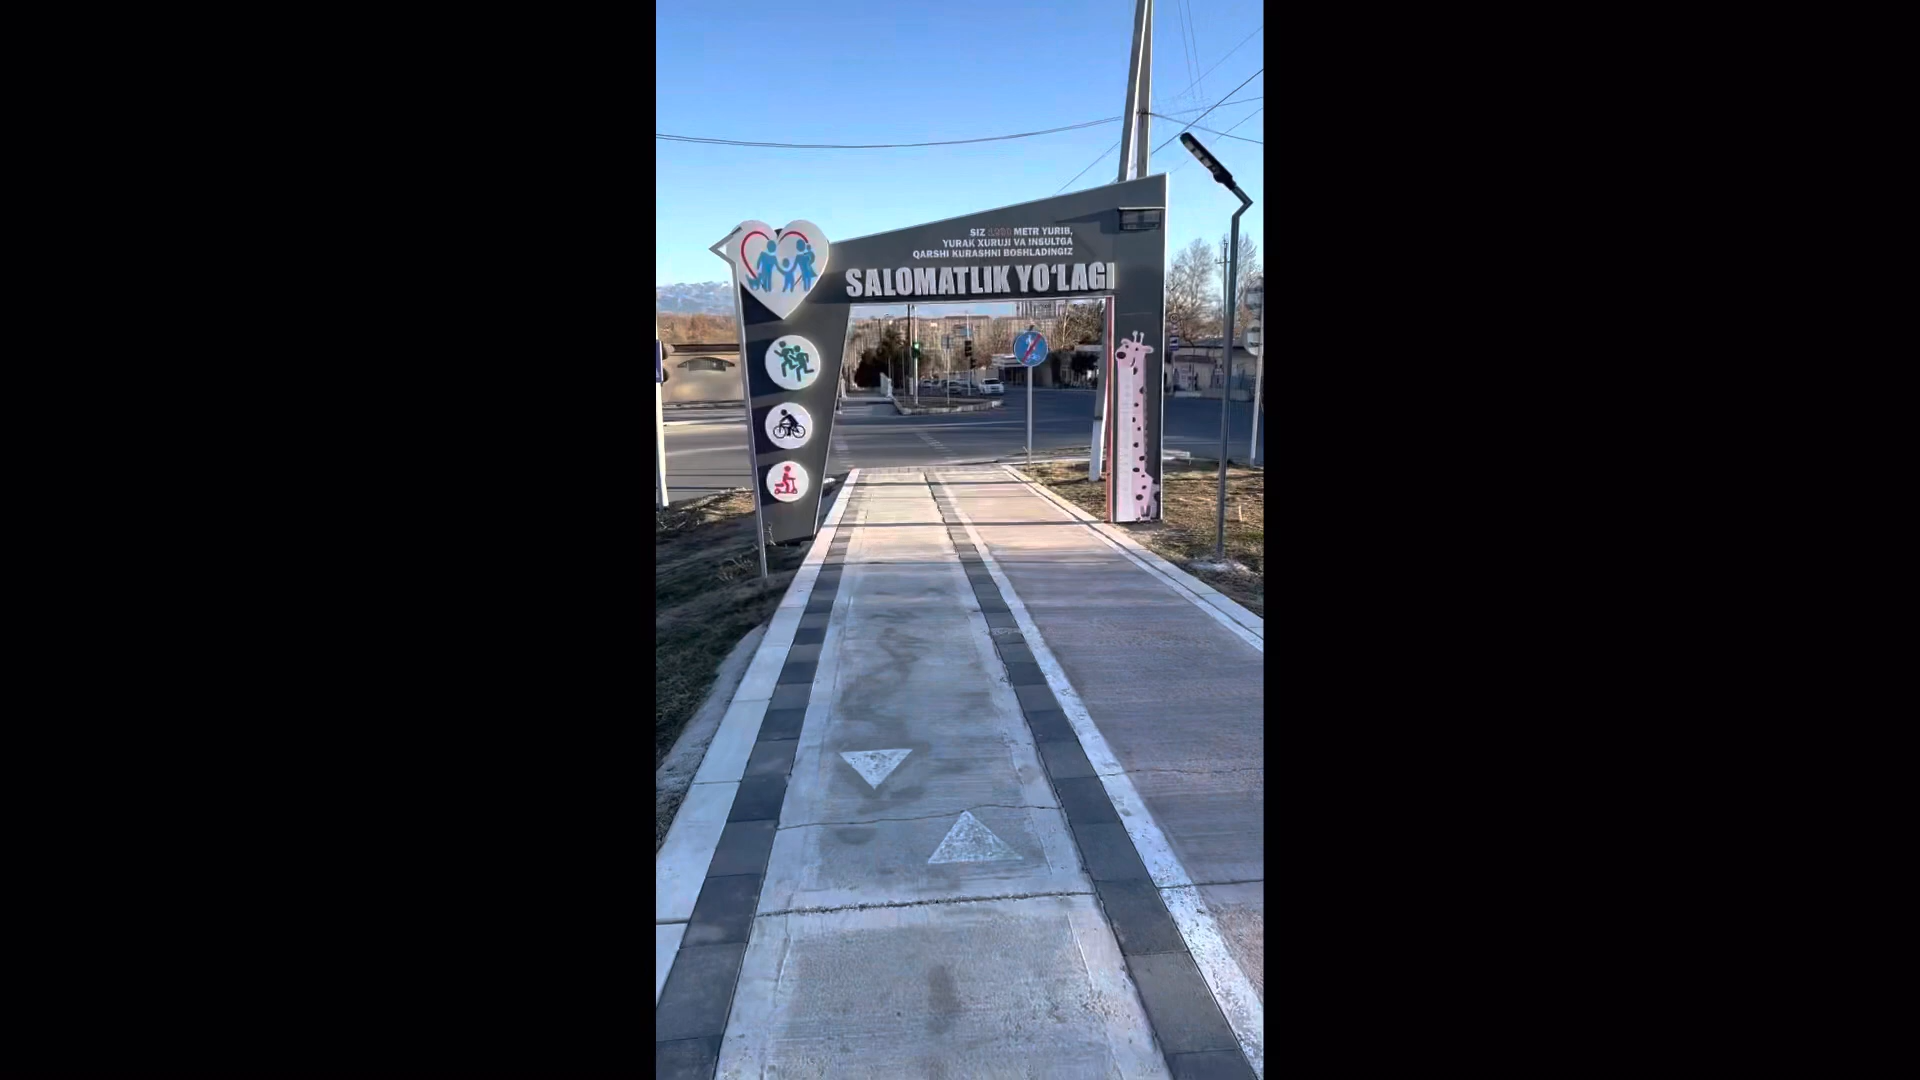 SIZ METR YURIB,
YURAK XURUJI VA INSULTGA
QARSHI KURASHNI BOSHLADINGIZ
SALOMATLIK YO‘LAGI